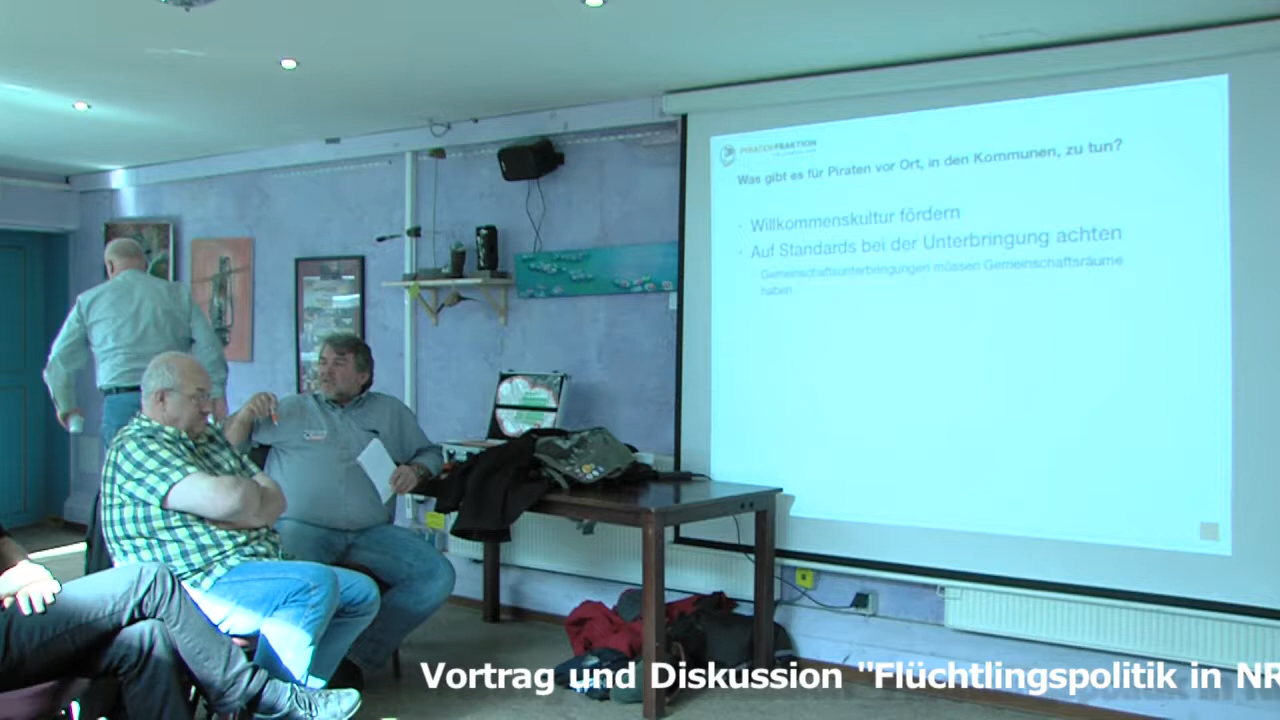 PIRATENFRAKTION
Was gibt es für Piraten vor Ort, in den Kommunen, zu tun?
· Willkommenskultur fördern
· Auf Standards bei der Unterbringung achten
Gemeinschaftsunterbringungen müssen Gemeinschaftsräume
haben
Vortrag und Diskussion "Flüchtlingspolitik in NR